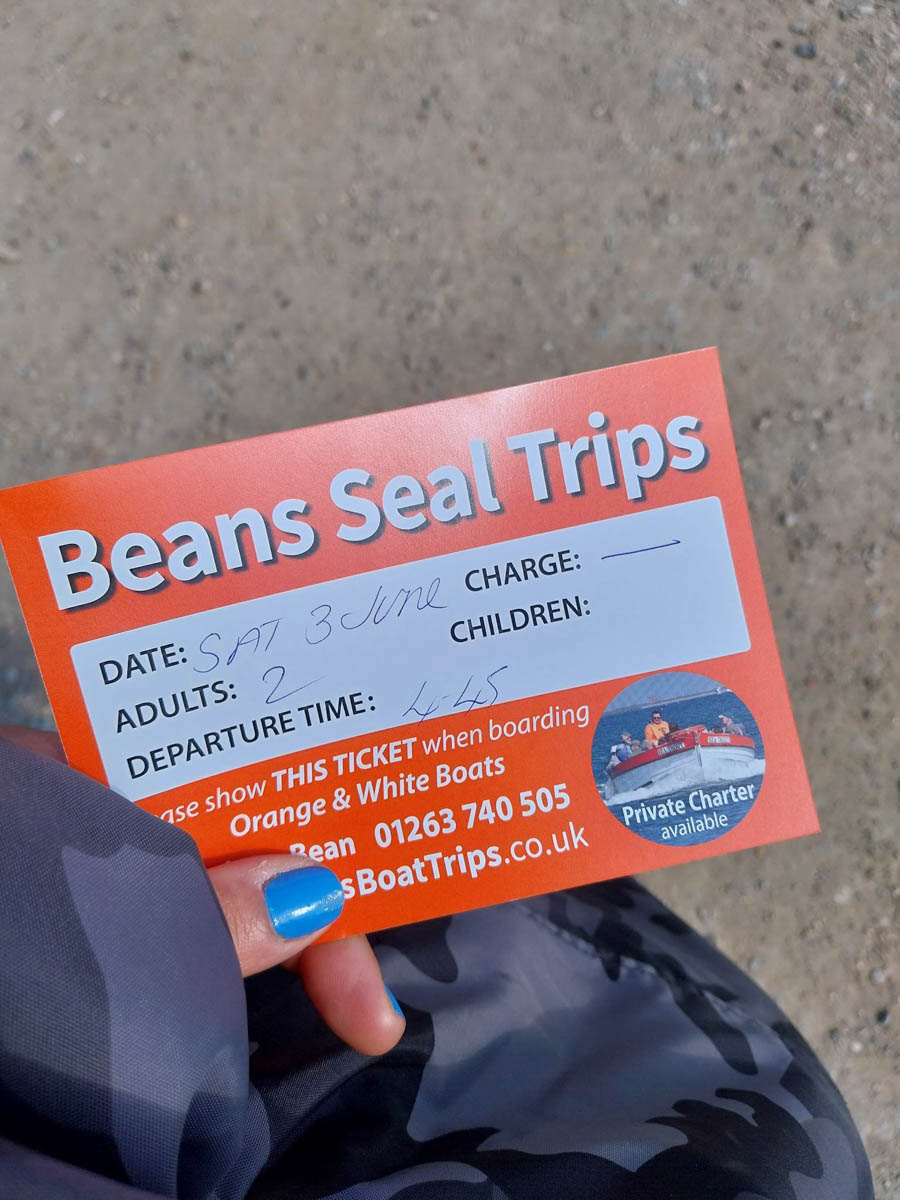 Beans Seal Trips
DATE: SAT 3 June CHARGE: —
ADULTS: 2 CHILDREN:
DEPARTURE TIME: 4-45
ase show THIS TICKET when boarding
Orange & White Boats
Bean 01263 740 505
sBoatTrips.co.uk
Private Charter
available